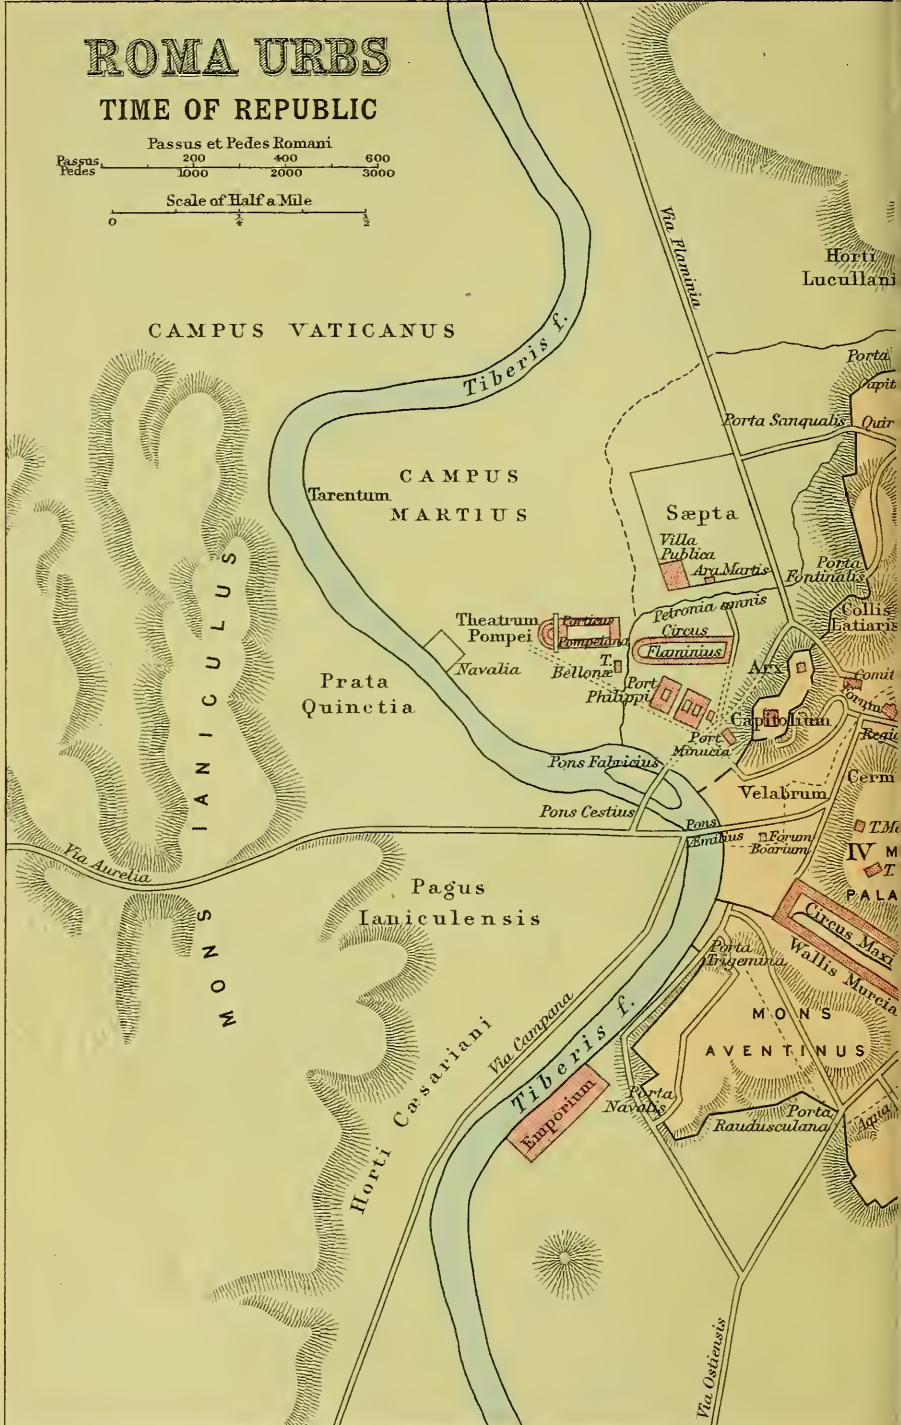 ROMA URBS
TIME OF REPUBLIC
Passus et Pedes Romani
Passus 200 400 600
Pedes 1000 2000 3000
Scale of Half a Mile
0 ¼ ½
Via Flaminia
Horti
Lucullani
CAMPUS VATICANUS
Tiberis f.
Porta
Capit
Porta Sanqualis
Quir
CAMPUS
MARTIUS
Tarentum
Sæpta
Villa
Publica
Ara Martis
Porta
Fontinalis
Petronia amnis
Collis
Latiaris
Theatrum
Pompei
Porticus
Pompeiana
Circus
Flaminius
T.
Bellonæ
Navalia
Arx
Comit
Forum
Port
Philippi
Capitolium
Regia
Port.
Minucia
Prata
Quinctia
MONS IANICULUS
Pons Fabricius
Velabrum
Cerm
Pons Cestius
Pons
Æmilius
Forum
Boarium
T.
IV M
T.
PALA
Via Aurelia
Pagus
Ianiculensis
Circus Maxi
Wallis Murcia
Porta
Trigemina
MONS
AVENTINUS
Via Campana
Tiberis f.
Horti Cæsariani
Emporium
Porta
Navalis
Porta
Raudusculana
Aqua
Via Ostiensis